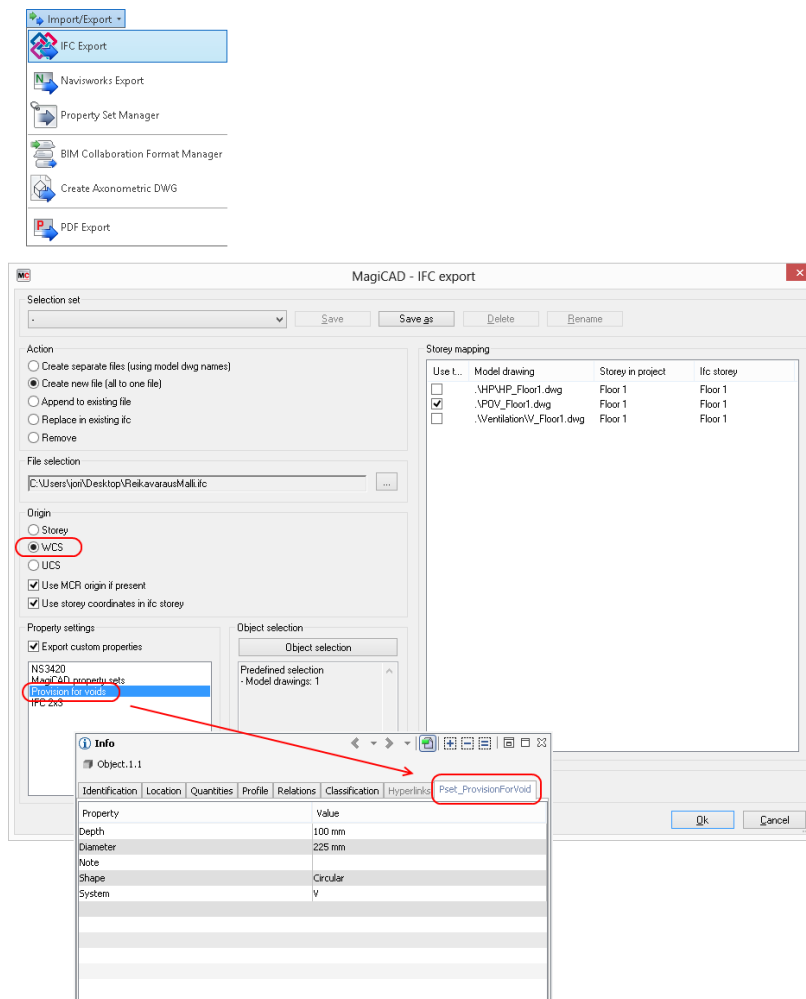 Import/Export
IFC Export
N
Navisworks Export
Property Set Manager
BIM Collaboration Format Manager
Create Axonometric DWG
P
PDF Export
MC
MagiCAD - IFC export
x
Selection set
-
Save
Save as
Delete
Rename
Action
Create separate files (using model dwg names)
Create new file (all to one file)
Append to existing file
Replace in existing ifc
Remove
File selection
C:\Users\jori\Desktop\ReikavarausMalli.ifc
...
Origin
Storey
WCS
UCS
Use MCR origin if present
Use storey coordinates in ifc storey
Property settings
Export custom properties
NS3420
MagiCAD property sets
Provision for voids
IFC 2x3
Object selection
Object selection
Predefined selection
- Model drawings: 1
Storey mapping
Use t... Model drawing Storey in project Ifc storey
.\HP\HP_Floor1.dwg Floor 1 Floor 1
.\POV_Floor1.dwg Floor 1 Floor 1
.\Ventilation\V_Floor1.dwg Floor 1 Floor 1
Ok
Cancel
Info
Object.1.1
Identification Location Quantities Profile Relations Classification Hyperlinks Pset_ProvisionForVoid
Property Value
Depth 100 mm
Diameter 225 mm
Note
Shape Circular
System V